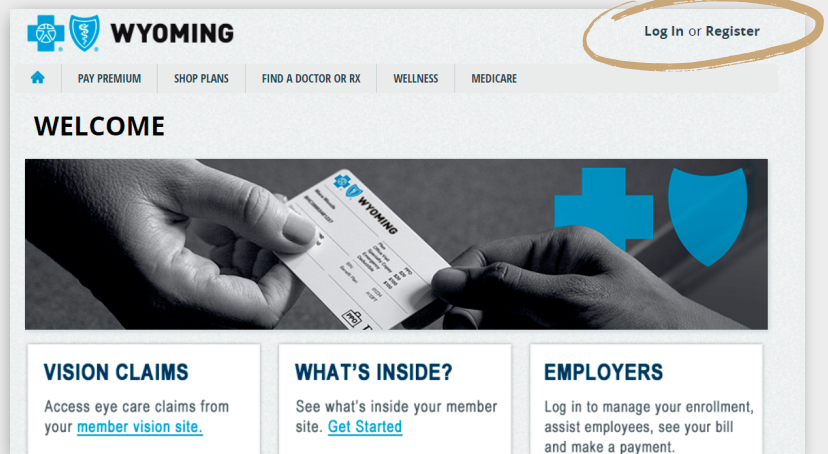 WYOMING
Log In or Register
PAY PREMIUM
SHOP PLANS
FIND A DOCTOR OR RX
WELLNESS
MEDICARE
WELCOME
WYOMING
PPO
VISION CLAIMS
Access eye care claims from
your member vision site.
WHAT'S INSIDE?
See what's inside your member
site. Get Started
EMPLOYERS
Log in to manage your enrollment,
assist employees, see your bill
and make a payment.